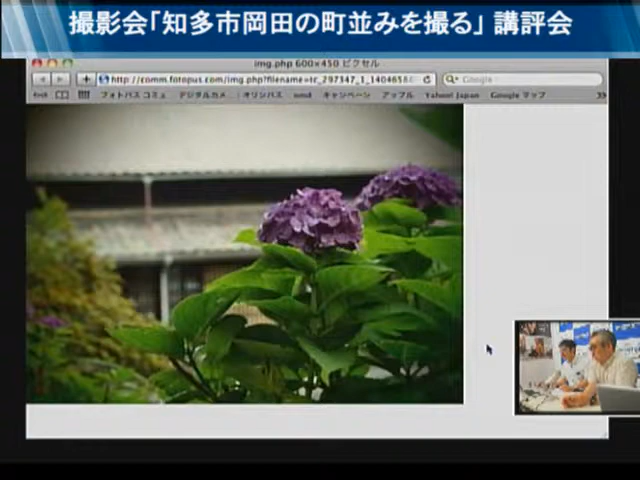 撮影会「知多市岡田の町並みを撮る」 講評会
img.php 600×450 ピクセル
http://comm.fotopus.com/img.php?filename=tc_297347_1_1404658
Google
フォトパス コミュ デジタルカメ… オリンパス キャンペーン アップル Yahoo! Japan Google マップ